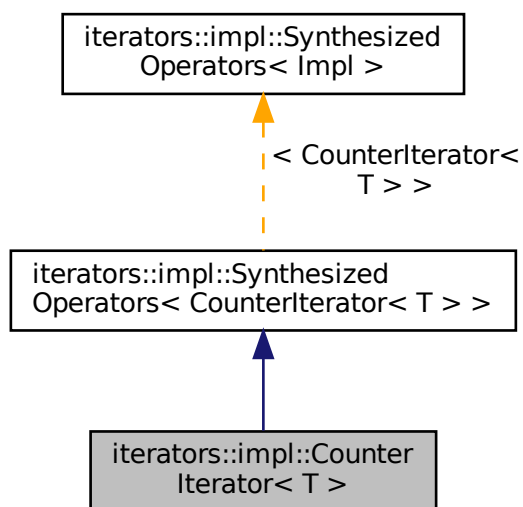 iterators::impl::Synthesized
Operators< Impl >
< CounterIterator<
T > >
iterators::impl::Synthesized
Operators< CounterIterator< T > >
iterators::impl::Counter
Iterator< T >